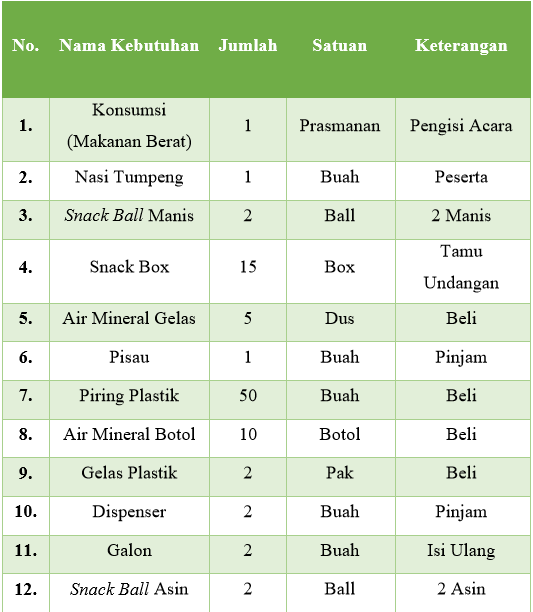 No. Nama Kebutuhan Jumlah Satuan Keterangan
1. Konsumsi (Makanan Berat) 1 Prasmanan Pengisi Acara
2. Nasi Tumpeng 1 Buah Peserta
3. Snack Ball Manis 2 Ball 2 Manis
4. Snack Box 15 Box Tamu Undangan
5. Air Mineral Gelas 5 Dus Beli
6. Pisau 1 Buah Pinjam
7. Piring Plastik 50 Buah Beli
8. Air Mineral Botol 10 Botol Beli
9. Gelas Plastik 2 Pak Beli
10. Dispenser 2 Buah Pinjam
11. Galon 2 Buah Isi Ulang
12. Snack Ball Asin 2 Ball 2 Asin